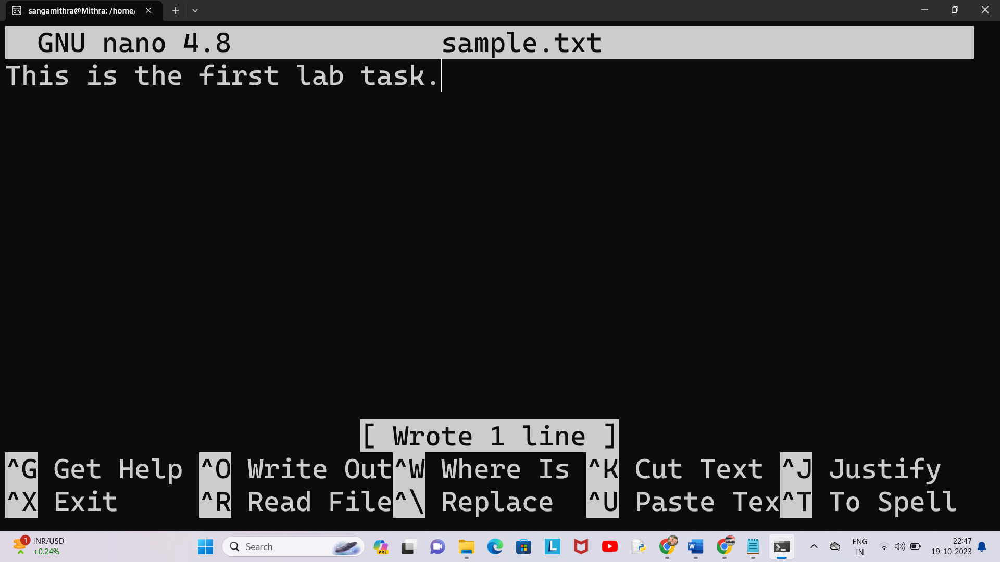 sangamithra@Mithra: /home/
GNU nano 4.8 sample.txt
This is the first lab task.
[ Wrote 1 line ]
^G Get Help ^O Write Out ^W Where Is ^K Cut Text ^J Justify
^X Exit ^R Read File ^\ Replace ^U Paste Tex ^T To Spell
1 INR/USD
+0.24%
Search
PRE
ENG
IN
22:47
19-10-2023